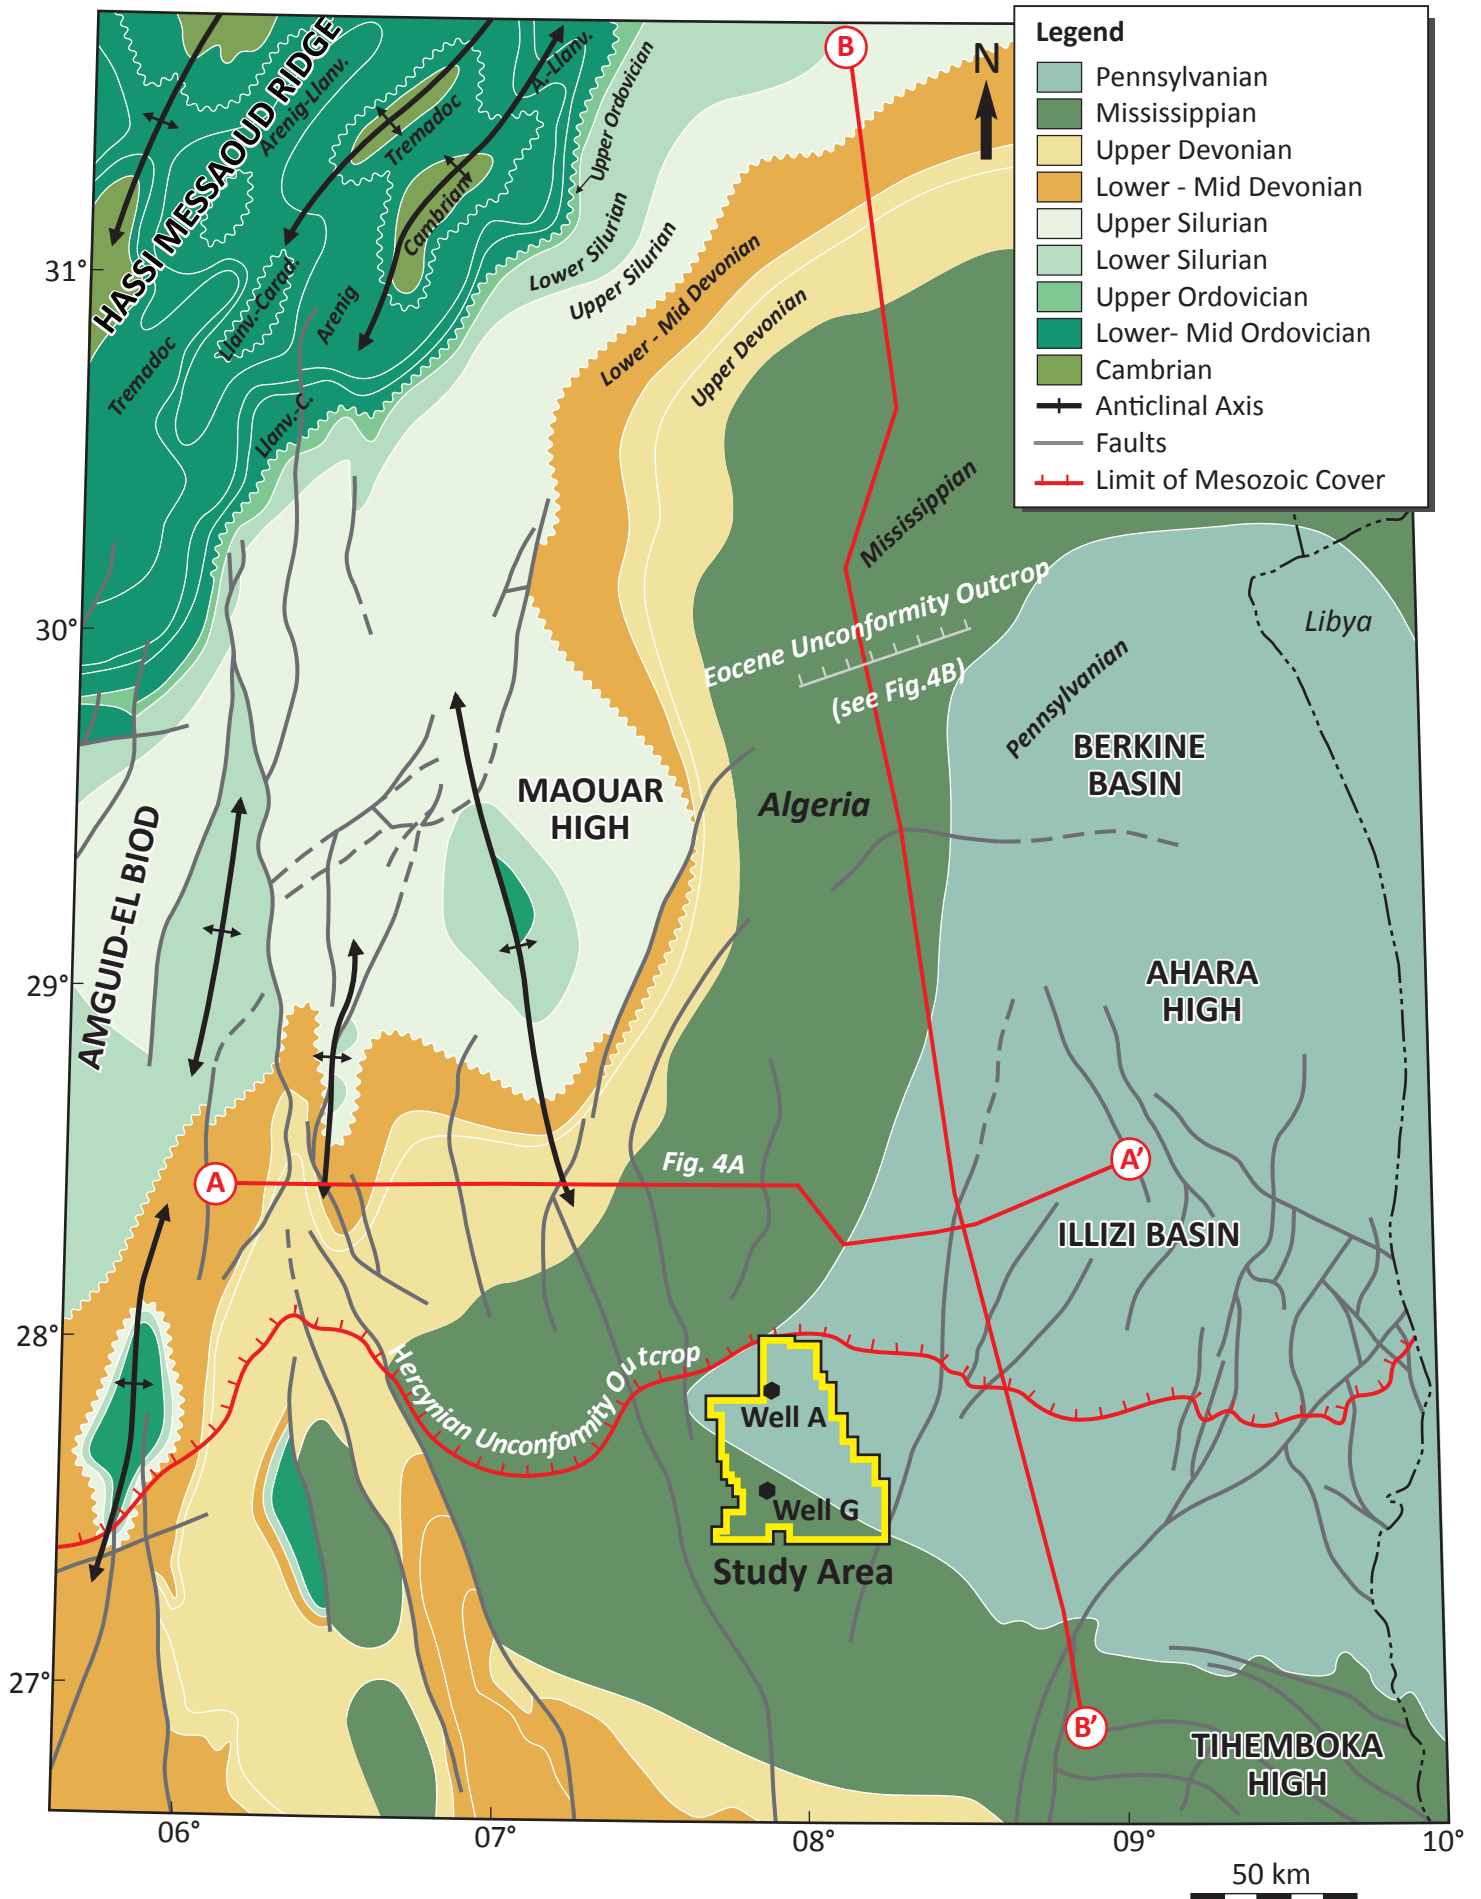 Legend
Pennsylvanian
Mississippian
Upper Devonian
Lower - Mid Devonian
Upper Silurian
Lower Silurian
Upper Ordovician
Lower- Mid Ordovician
Cambrian
Anticlinal Axis
Faults
Limit of Mesozoic Cover
N
B
HASSI MESSAOUD RIDGE
Arenig-Llanv.
Tremadoc
A.-Llanv.
Upper Ordovician
Cambrian
Lower Silurian
Upper Silurian
Lower - Mid Devonian
Upper Devonian
Llanv.-Carad.
Arenig
Tremadoc
Llanv.-C.
31°
Mississippian
Eocene Unconformity Outcrop
(see Fig.4B)
30°
Libya
Pennsylvanian
BERKINE
BASIN
MAOUAR
HIGH
Algeria
AMGUID-EL BIOD
29°
AHARA
HIGH
A
Fig. 4A
A'
ILLIZI BASIN
28°
Hercynian Unconformity Outcrop
Well A
Well G
Study Area
27°
B'
TIHEMBOKA
HIGH
06°
07°
08°
09°
10°
50 km